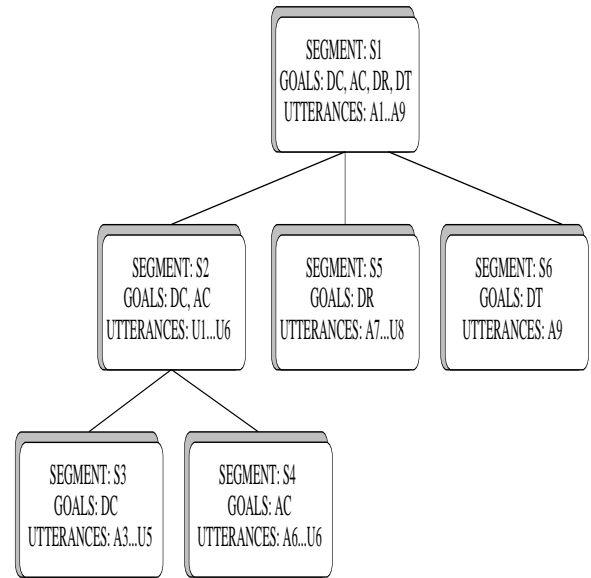 SEGMENT: S1
GOALS: DC, AC, DR, DT
UTTERANCES: A1..A9
SEGMENT: S2
GOALS: DC, AC
UTTERANCES: U1...U6
SEGMENT: S5
GOALS: DR
UTTERANCES: A7...U8
SEGMENT: S6
GOALS: DT
UTTERANCES: A9
SEGMENT: S3
GOALS: DC
UTTERANCES: A3...U5
SEGMENT: S4
GOALS: AC
UTTERANCES: A6...U6